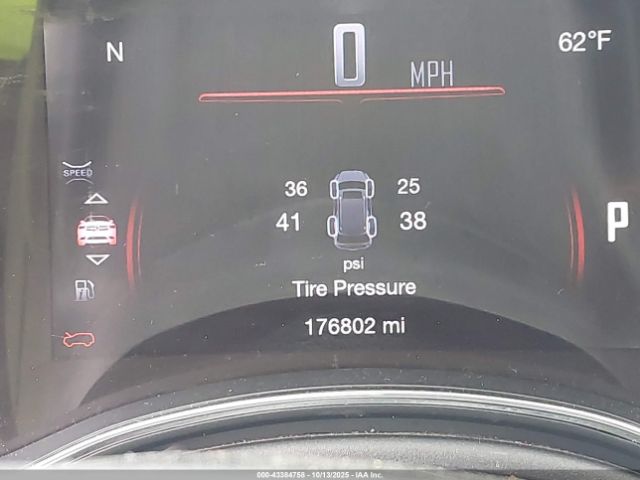 N
0 MPH
62°F
SPEED
36 25
41 38
P
psi
Tire Pressure
176802 mi
000-43384758 - 10/13/2025 - IAA Inc.